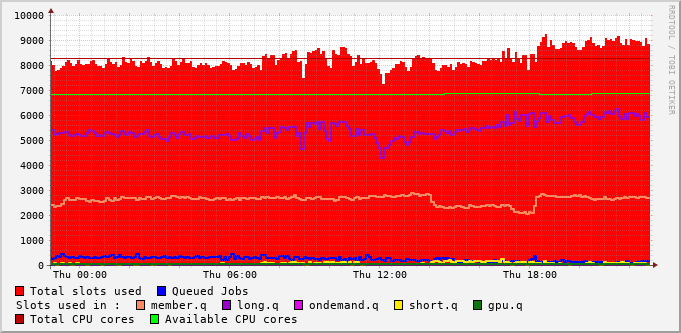 10000
9000
8000
7000
6000
5000
4000
3000
2000
1000
0
Thu 00:00 Thu 06:00 Thu 12:00 Thu 18:00
Total slots used Queued Jobs
Slots used in : member.q long.q ondemand.q short.q gpu.q
Total CPU cores Available CPU cores
RRDTOOL / TOBI OETIKER